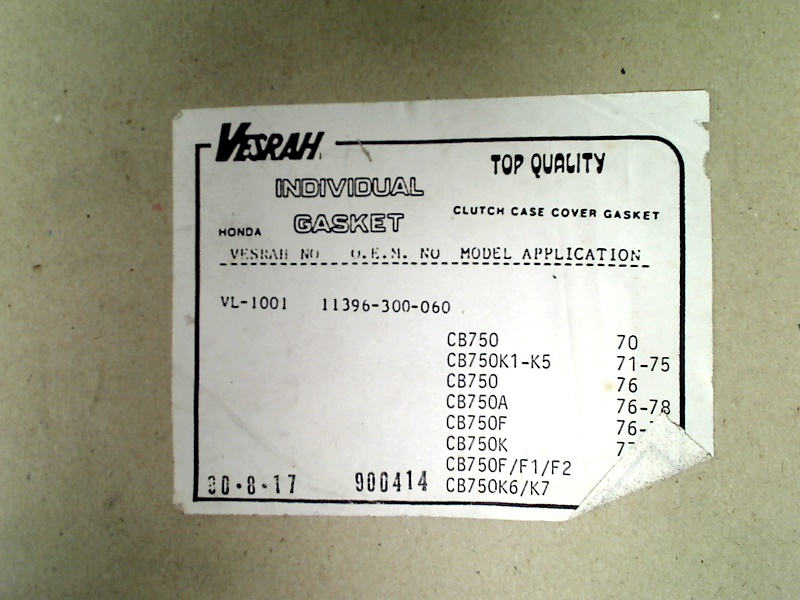 VESRAH
TOP QUALITY
INDIVIDUAL
GASKET
CLUTCH CASE COVER GASKET
HONDA
VESRAH NO O.E.M. NO MODEL APPLICATION
VL-1001 11396-300-060
CB750 70
CB750K1-K5 71-75
CB750 76
CB750A 76-78
CB750F 76-
CB750K
CB750F/F1/F2
CB750K6/K7
8·17 900414